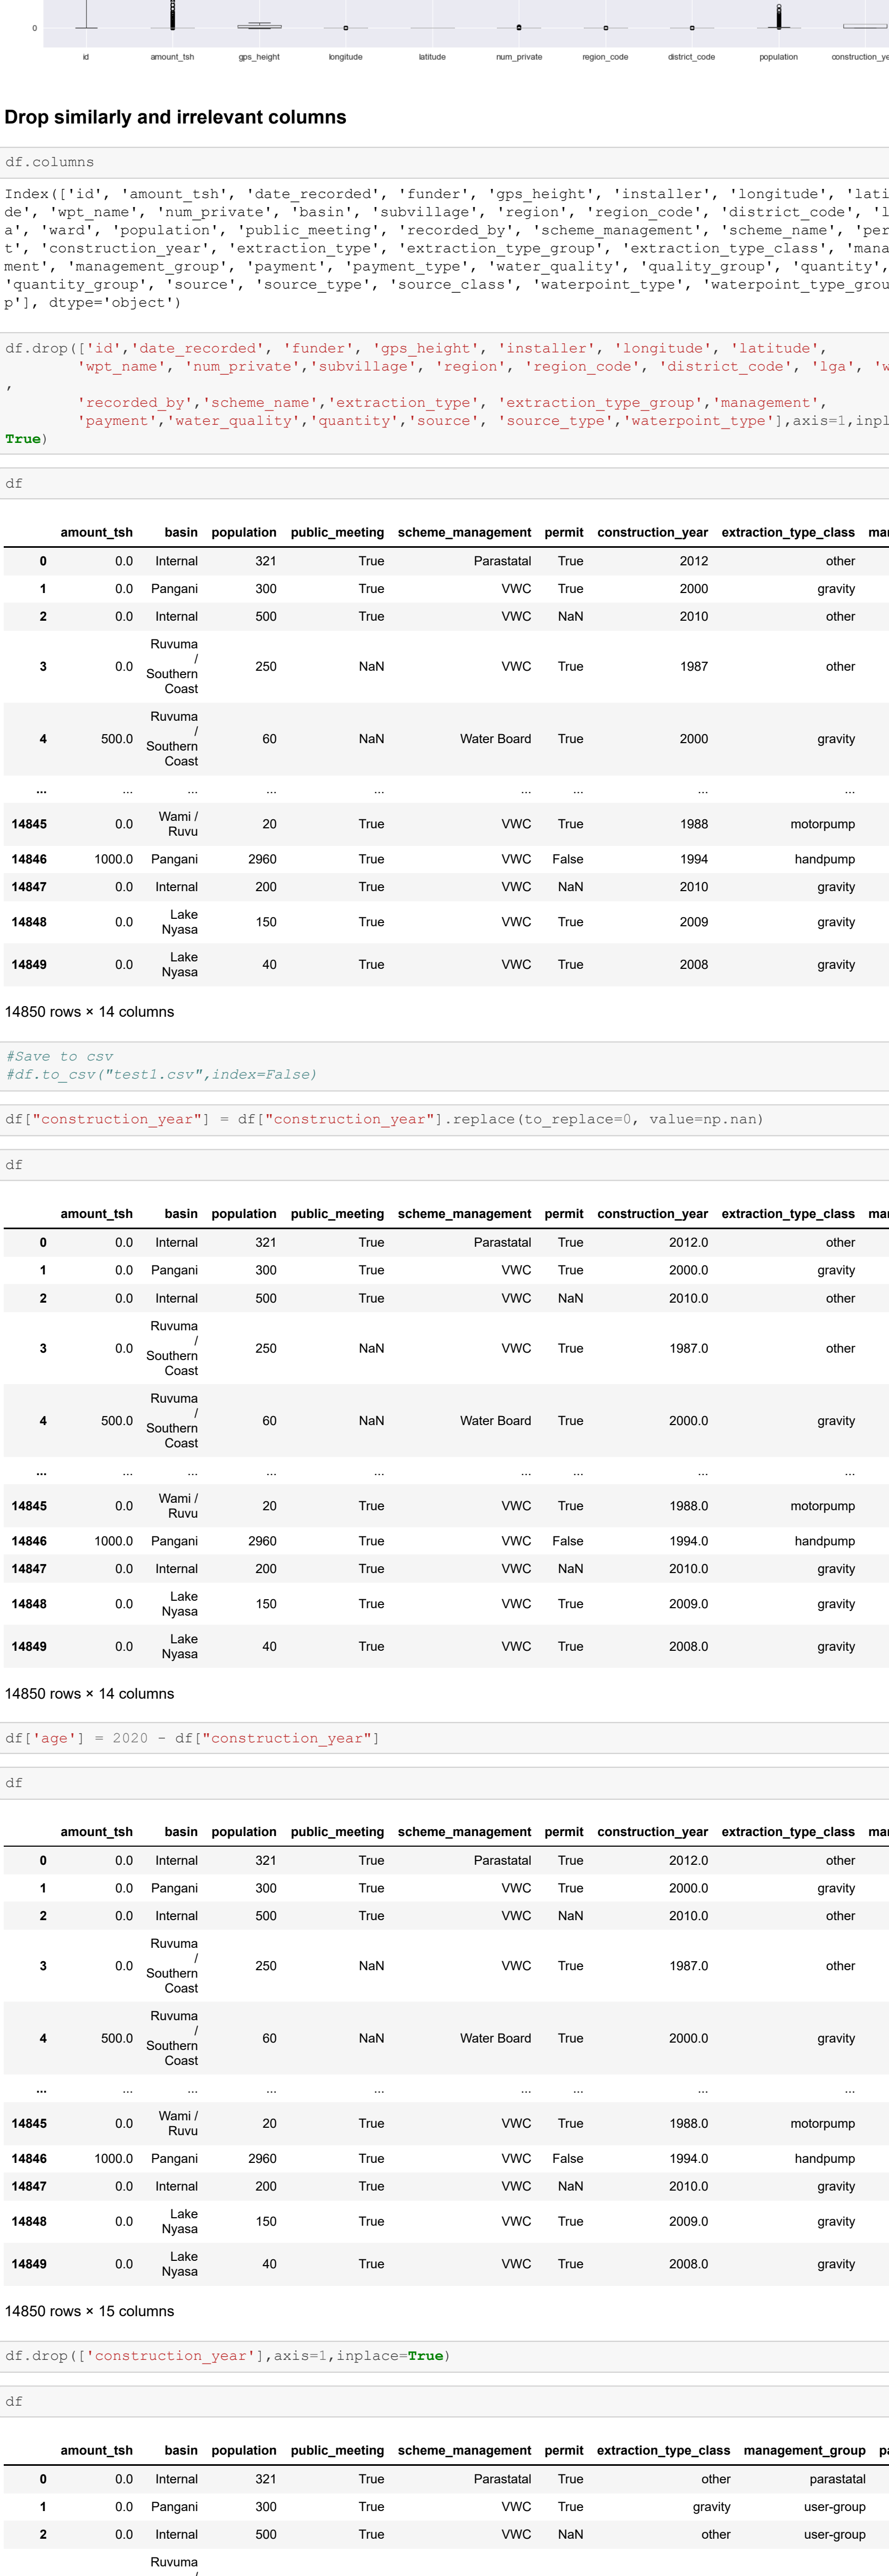 0
id amount_tsh gps_height longitude latitude num_private region_code district_code population construction_ye
Drop similarly and irrelevant columns
df.columns
Index(['id', 'amount_tsh', 'date_recorded', 'funder', 'gps_height', 'installer', 'longitude', 'lati
de', 'wpt_name', 'num_private', 'basin', 'subvillage', 'region', 'region_code', 'district_code', 'l
a', 'ward', 'population', 'public_meeting', 'recorded_by', 'scheme_management', 'scheme_name', 'per
t', 'construction_year', 'extraction_type', 'extraction_type_group', 'extraction_type_class', 'mana
ment', 'management_group', 'payment', 'payment_type', 'water_quality', 'quality_group', 'quantity',
'quantity_group', 'source', 'source_type', 'source_class', 'waterpoint_type', 'waterpoint_type_grou
p'], dtype='object')
df.drop(['id','date_recorded', 'funder', 'gps_height', 'installer', 'longitude', 'latitude',
'wpt_name', 'num_private','subvillage', 'region', 'region_code', 'district_code', 'lga', 'w
,
'recorded_by','scheme_name','extraction_type', 'extraction_type_group','management',
'payment','water_quality','quantity','source', 'source_type','waterpoint_type'],axis=1,inpl
True)
df
amount_tsh basin population public_meeting scheme_management permit construction_year extraction_type_class ma
0 0.0 Internal 321 True Parastatal True 2012 other
1 0.0 Pangani 300 True VWC True 2000 gravity
2 0.0 Internal 500 True VWC NaN 2010 other
Ruvuma
/
3 0.0 Southern 250 NaN VWC True 1987 other
Coast
Ruvuma
/
4 500.0 Southern 60 NaN Water Board True 2000 gravity
Coast
... ... ... ... ... ... ... ... ...
14845 0.0 Wami / 20 True VWC True 1988 motorpump
Ruvu
14846 1000.0 Pangani 2960 True VWC False 1994 handpump
14847 0.0 Internal 200 True VWC NaN 2010 gravity
14848 0.0 Lake 150 True VWC True 2009 gravity
Nyasa
14849 0.0 Lake 40 True VWC True 2008 gravity
Nyasa
14850 rows × 14 columns
#Save to csv
#df.to_csv("test1.csv",index=False)
df["construction_year"] = df["construction_year"].replace(to_replace=0, value=np.nan)
df
amount_tsh basin population public_meeting scheme_management permit construction_year extraction_type_class ma
0 0.0 Internal 321 True Parastatal True 2012.0 other
1 0.0 Pangani 300 True VWC True 2000.0 gravity
2 0.0 Internal 500 True VWC NaN 2010.0 other
Ruvuma
/
3 0.0 Southern 250 NaN VWC True 1987.0 other
Coast
Ruvuma
/
4 500.0 Southern 60 NaN Water Board True 2000.0 gravity
Coast
... ... ... ... ... ... ... ... ...
14845 0.0 Wami / 20 True VWC True 1988.0 motorpump
Ruvu
14846 1000.0 Pangani 2960 True VWC False 1994.0 handpump
14847 0.0 Internal 200 True VWC NaN 2010.0 gravity
14848 0.0 Lake 150 True VWC True 2009.0 gravity
Nyasa
14849 0.0 Lake 40 True VWC True 2008.0 gravity
Nyasa
14850 rows × 14 columns
df['age'] = 2020 - df["construction_year"]
df
amount_tsh basin population public_meeting scheme_management permit construction_year extraction_type_class ma
0 0.0 Internal 321 True Parastatal True 2012.0 other
1 0.0 Pangani 300 True VWC True 2000.0 gravity
2 0.0 Internal 500 True VWC NaN 2010.0 other
Ruvuma
/
3 0.0 Southern 250 NaN VWC True 1987.0 other
Coast
Ruvuma
/
4 500.0 Southern 60 NaN Water Board True 2000.0 gravity
Coast
... ... ... ... ... ... ... ... ...
14845 0.0 Wami / 20 True VWC True 1988.0 motorpump
Ruvu
14846 1000.0 Pangani 2960 True VWC False 1994.0 handpump
14847 0.0 Internal 200 True VWC NaN 2010.0 gravity
14848 0.0 Lake 150 True VWC True 2009.0 gravity
Nyasa
14849 0.0 Lake 40 True VWC True 2008.0 gravity
Nyasa
14850 rows × 15 columns
df.drop(['construction_year'],axis=1,inplace=True)
df
amount_tsh basin population public_meeting scheme_management permit extraction_type_class management_group pa
0 0.0 Internal 321 True Parastatal True other parastatal
1 0.0 Pangani 300 True VWC True gravity user-group
2 0.0 Internal 500 True VWC NaN other user-group
Ruvuma
/